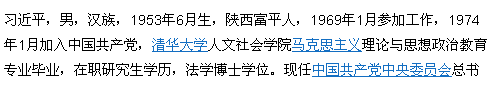 习近平，男，汉族，1953年6月生，陕西富平人，1969年1月参加工作，1974
年1月加入中国共产党，清华大学人文社会学院马克思主义理论与思想政治教育
专业毕业，在职研究生学历，法学博士学位。现任中国共产党中央委员会总书